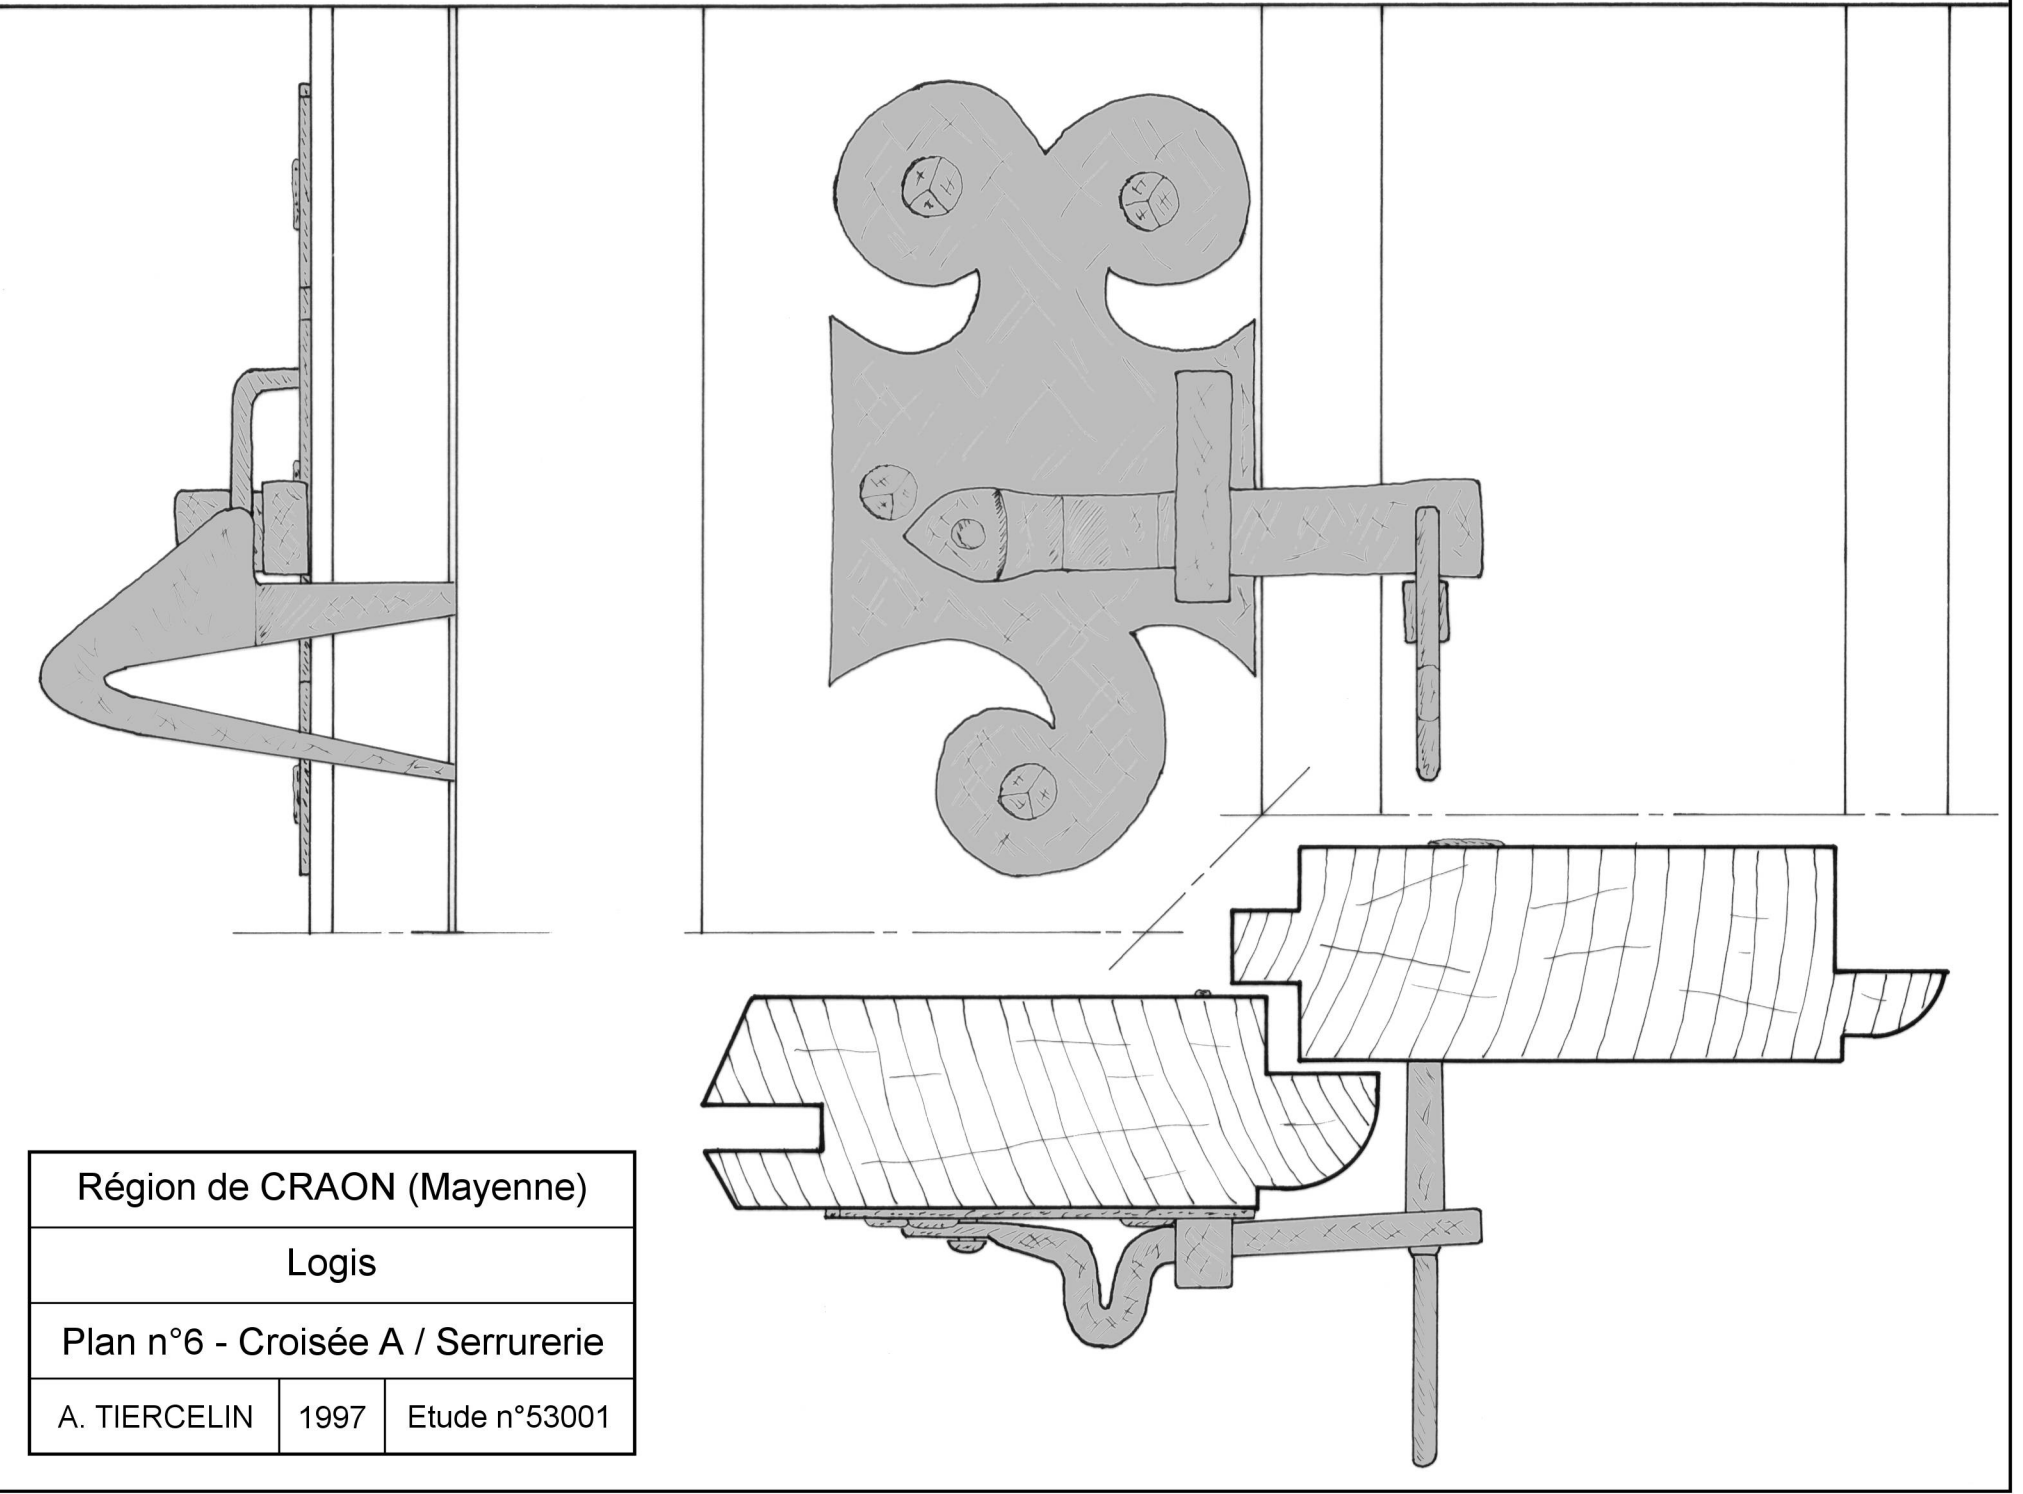 Région de CRAON (Mayenne)
Logis
Plan n°6 - Croisée A / Serrurerie
A. TIERCELIN 1997 Etude n°53001